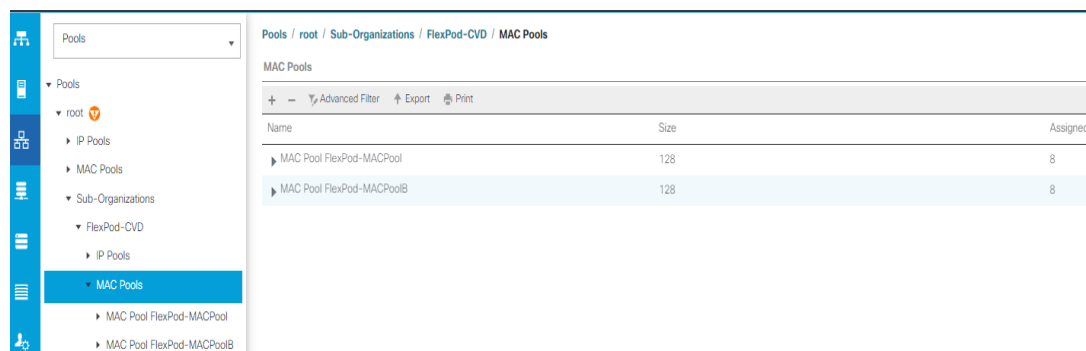 Pools
Pools
root
IP Pools
MAC Pools
Sub-Organizations
FlexPod-CVD
IP Pools
MAC Pools
MAC Pool FlexPod-MACPool
MAC Pool FlexPod-MACPoolB
Pools / root / Sub-Organizations / FlexPod-CVD / MAC Pools
MAC Pools
+ − Advanced Filter Export Print
Name Size Assigned
MAC Pool FlexPod-MACPool 128 8
MAC Pool FlexPod-MACPoolB 128 8